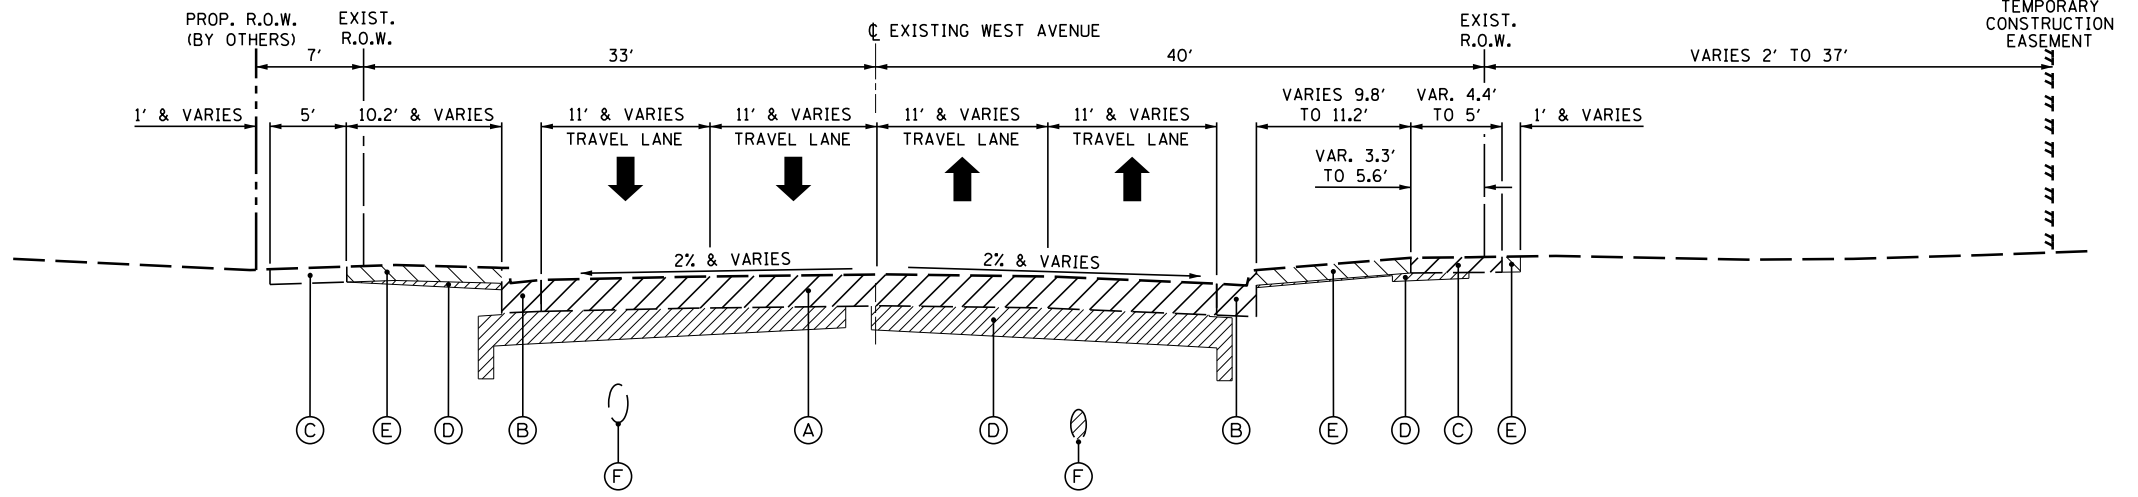 PROP. R.O.W.
(BY OTHERS)
EXIST.
R.O.W.
℄ EXISTING WEST AVENUE
EXIST.
R.O.W.
TEMPORARY
CONSTRUCTION
EASEMENT
7'
33'
40'
VARIES 2' TO 37'
1' & VARIES
5'
10.2' & VARIES
11' & VARIES
TRAVEL LANE
11' & VARIES
TRAVEL LANE
11' & VARIES
TRAVEL LANE
11' & VARIES
TRAVEL LANE
VARIES 9.8'
TO 11.2'
VAR. 4.4'
TO 5'
1' & VARIES
VAR. 3.3'
TO 5.6'
2% & VARIES
2% & VARIES
C
E
D
B
A
D
B
E
D
C
E
F
F